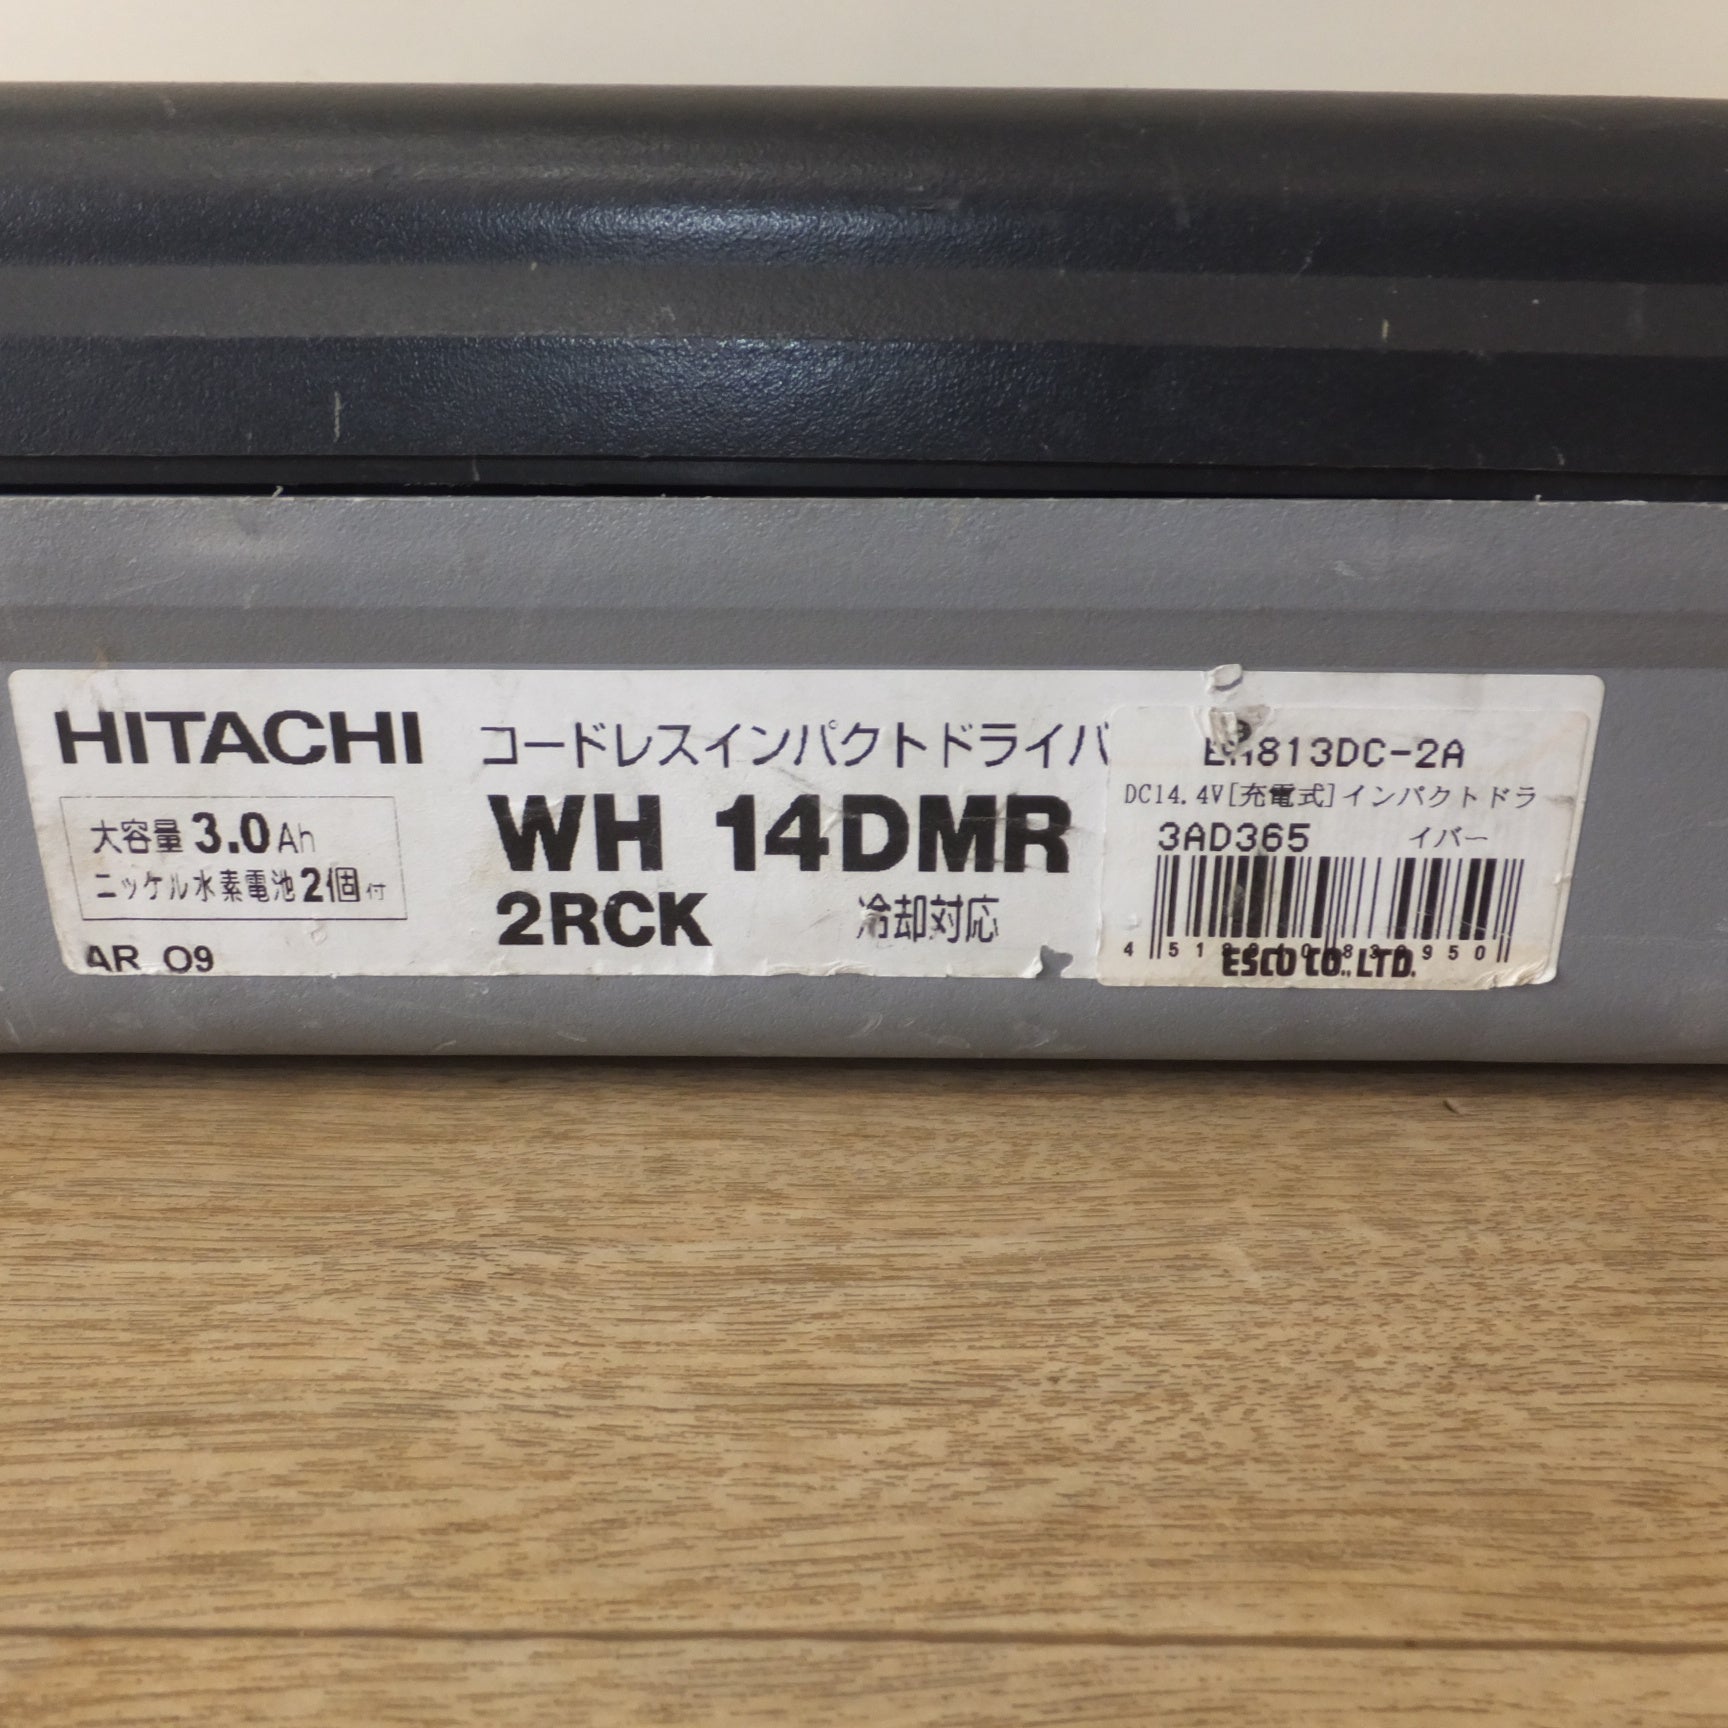 HITACHI
コードレスインパクトドライバ
大容量 3.0Ah
ニッケル水素電池2個付
AR 09
WH 14DMR
2RCK 冷却対応
813DC-2A
DC14.4V[充電式]インパクトドラ
3AD365 イバー
ESCO CO.,LTD.